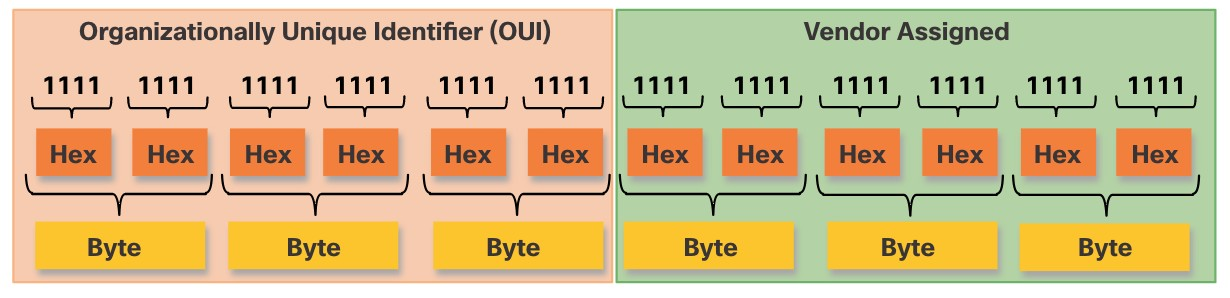 Organizationally Unique Identifier (OUI) Vendor Assigned
1111 1111 1111 1111 1111 1111 1111 1111 1111 1111 1111 1111
Hex Hex Hex Hex Hex Hex Hex Hex Hex Hex Hex Hex
Byte Byte Byte Byte Byte Byte